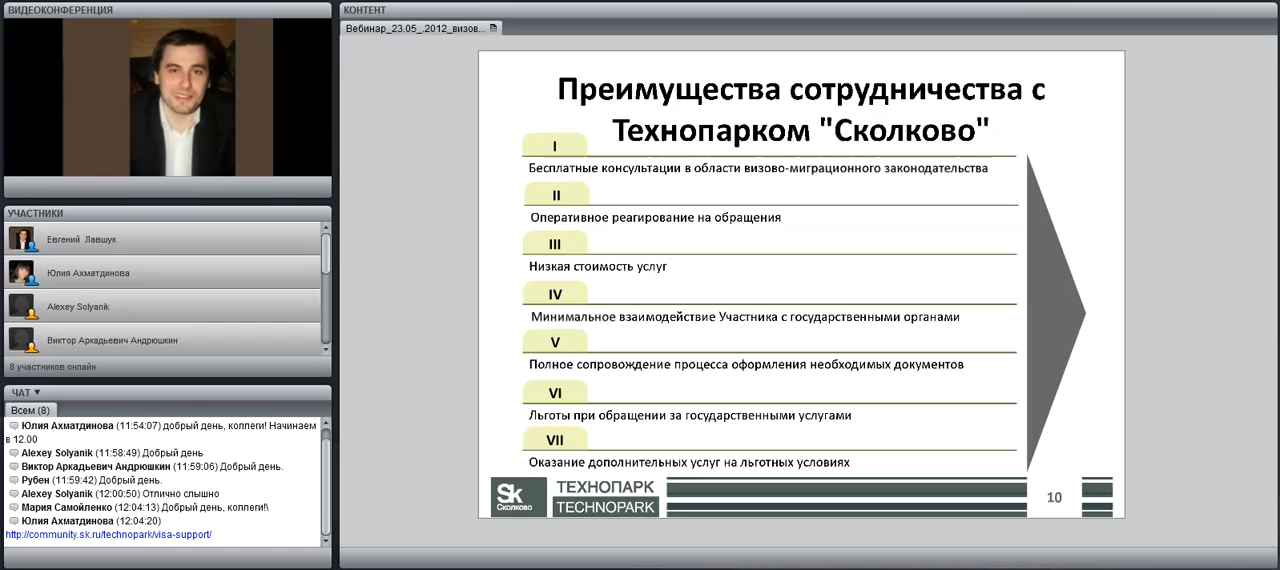 ВИДЕОКОНФЕРЕНЦИЯ
УЧАСТНИКИ
Евгений Лавшук
Юлия Ахматдинова
Alexey Solyanik
Виктор Аркадьевич Андрюшкин
8 участников онлайн
ЧАТ
Всем (8)
Юлия Ахматдинова (11:54:07) добрый день, коллеги! Начинаем
в 12.00
Alexey Solyanik (11:58:49) Добрый день
Виктор Аркадьевич Андрюшкин (11:59:06) Добрый день.
Рубен (11:59:42) Добрый день.
Alexey Solyanik (12:00:50) Отлично слышно
Мария Самойленко (12:04:13) Добрый день, коллеги!\
Юлия Ахматдинова (12:04:20)
http://community.sk.ru/technopark/visa-support/
КОНТЕНТ
Вебинар_23.05_.2012_визов...
Преимущества сотрудничества с
Технопарком "Сколково"
I
Бесплатные консультации в области визово-миграционного законодательства
II
Оперативное реагирование на обращения
III
Низкая стоимость услуг
IV
Минимальное взаимодействие Участника с государственными органами
V
Полное сопровождение процесса оформления необходимых документов
VI
Льготы при обращении за государственными услугами
VII
Оказание дополнительных услуг на льготных условиях
Sk
Сколково
ТЕХНОПАРК
TECHNOPARK
10